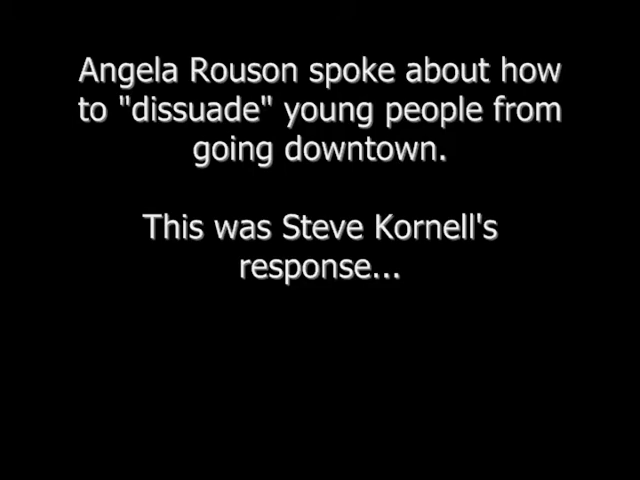 Angela Rouson spoke about how
to "dissuade" young people from
going downtown.
This was Steve Kornell's
response...